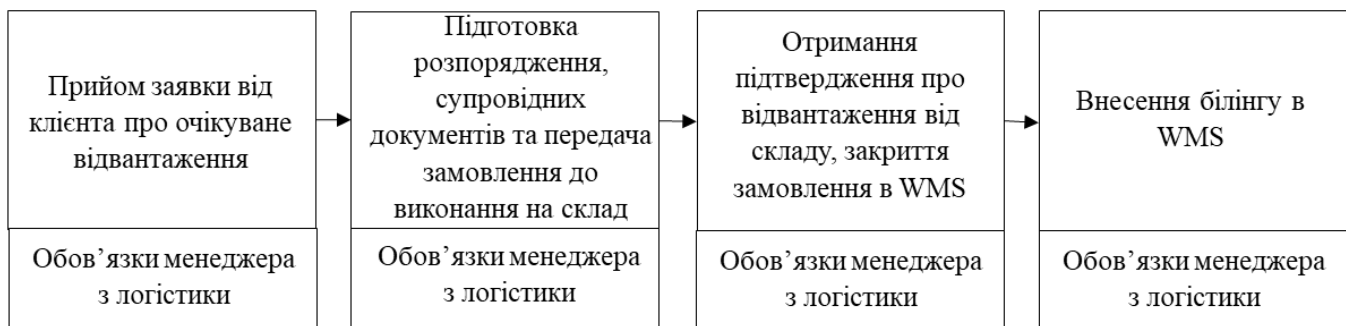 Прийом заявки від
клієнта про очікуване
відвантаження
Обов’язки менеджера
з логістики
Підготовка
розпорядження,
супровідних
документів та передача
замовлення до
виконання на склад
Обов’язки менеджера
з логістики
Отримання
підтвердження про
відвантаження від
складу, закриття
замовлення в WMS
Обов’язки менеджера
з логістики
Внесення білінгу в
WMS
Обов’язки менеджера
з логістики